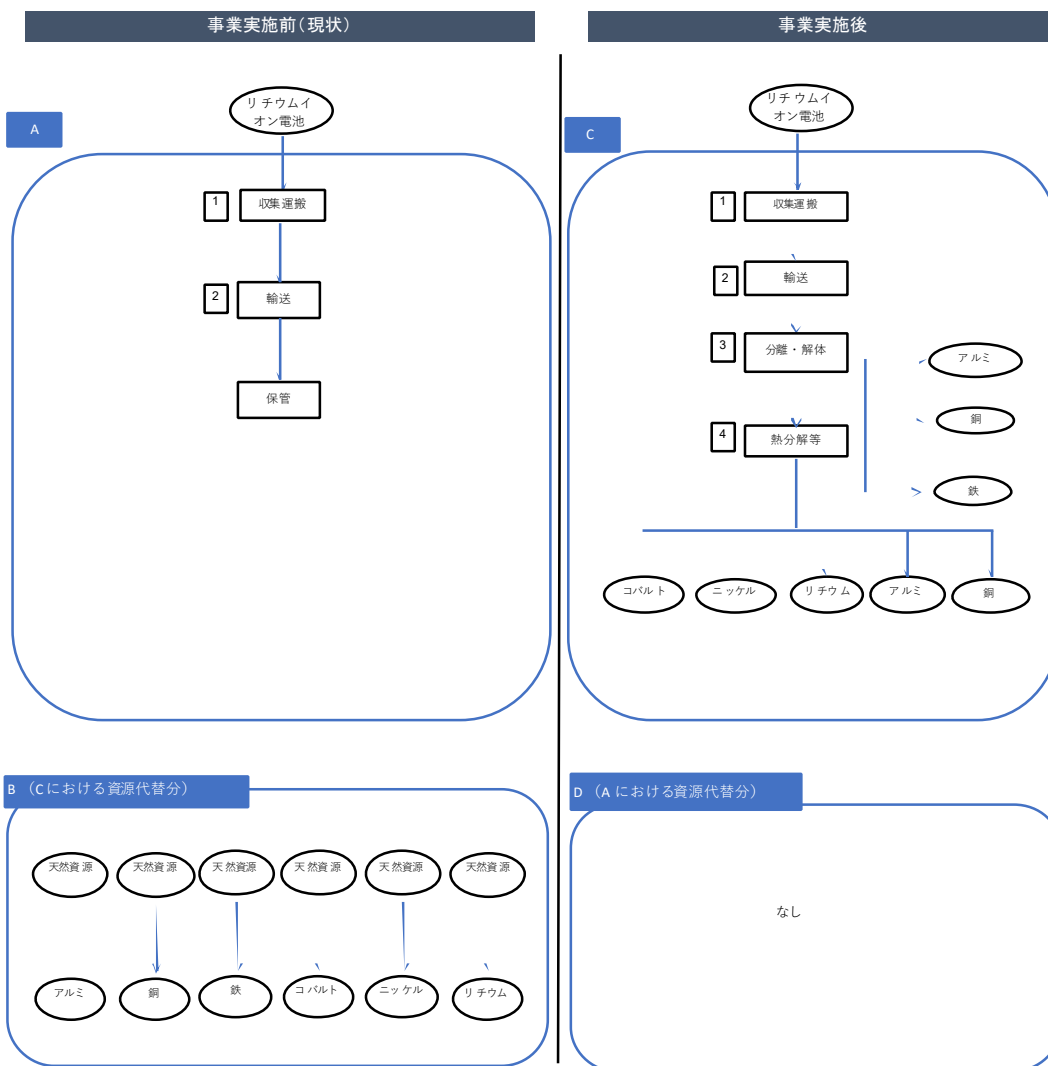 事業実施前(現状)
事業実施後
A
リチウムイ
オン電池
1
収集運搬
2
輸送
保管
C
リチウムイ
オン電池
1
収集運搬
2
輸送
3
分離・解体
アルミ
銅
4
熱分解等
鉄
コバルト
ニッケル
リチウム
アルミ
銅
B (Cにおける資源代替分)
天然資源
天然資源
天然資源
天然資源
天然資源
天然資源
アルミ
銅
鉄
コバルト
ニッケル
リチウム
D (Aにおける資源代替分)
なし